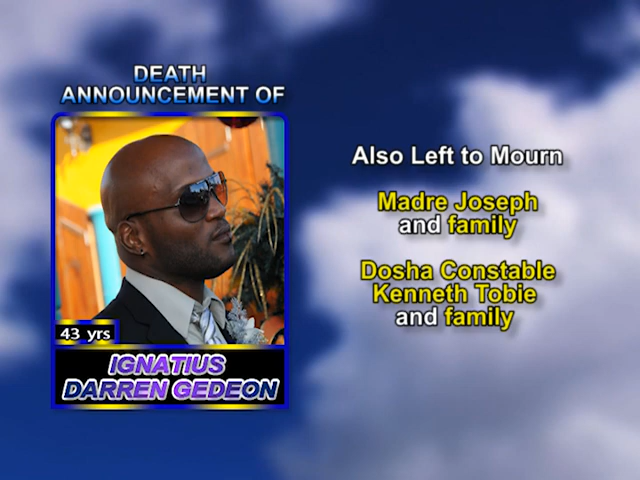 DEATH
ANNOUNCEMENT OF
43 yrs
IGNATIUS
DARREN GEDEON
Also Left to Mourn
Madre Joseph
and family
Dosha Constable
Kenneth Tobie
and family